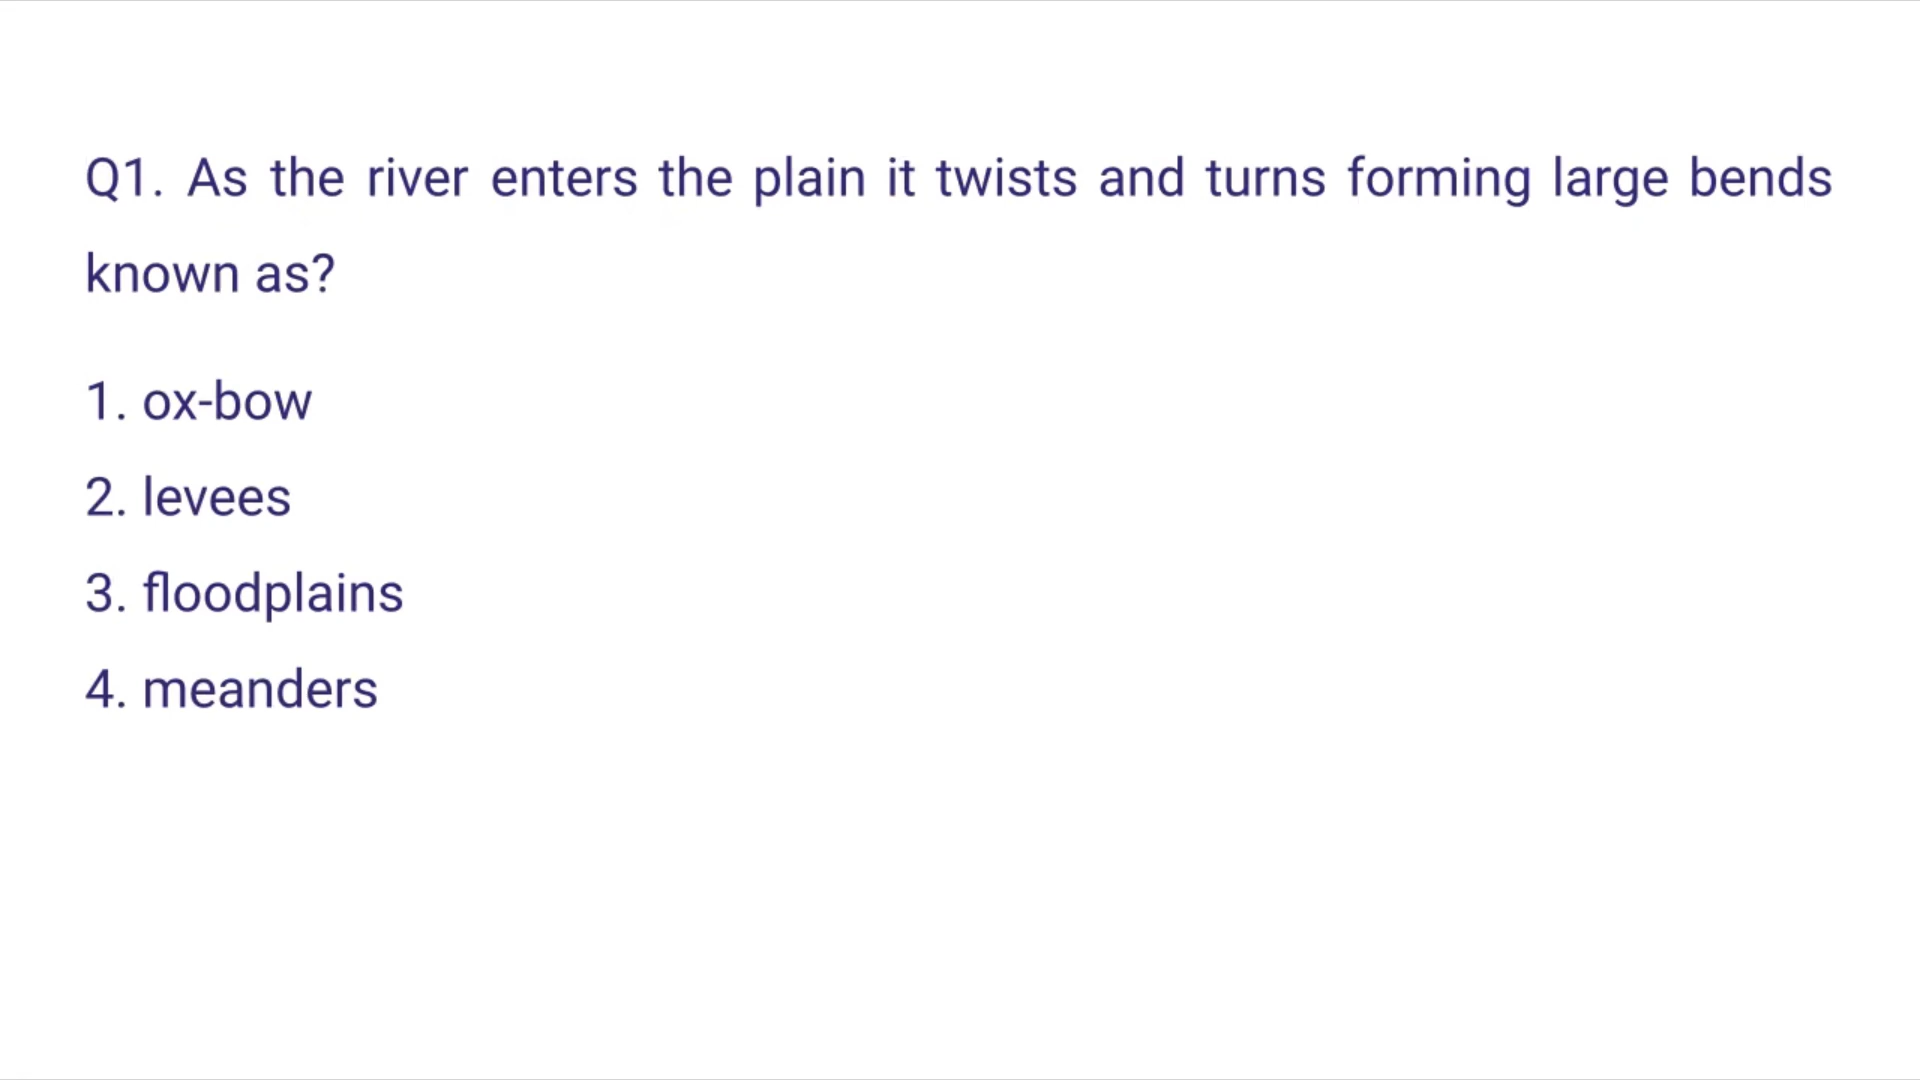 Q1. As the river enters the plain it twists and turns forming large bends
known as?
1. ox-bow
2. levees
3. floodplains
4. meanders